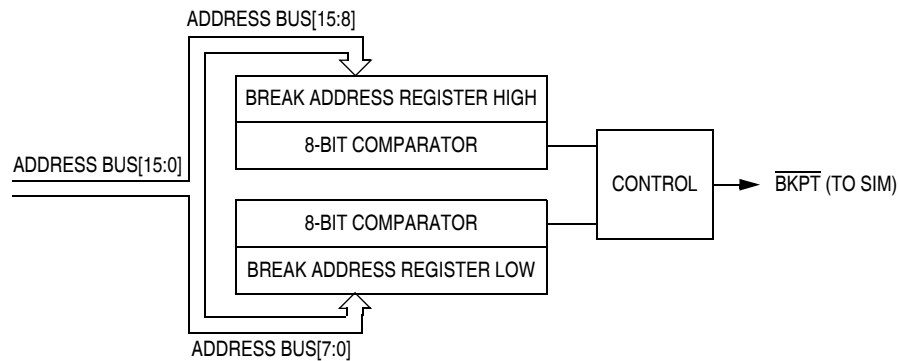 ADDRESS BUS[15:8]
BREAK ADDRESS REGISTER HIGH
8-BIT COMPARATOR
ADDRESS BUS[15:0]
CONTROL
BKPT (TO SIM)
8-BIT COMPARATOR
BREAK ADDRESS REGISTER LOW
ADDRESS BUS[7:0]